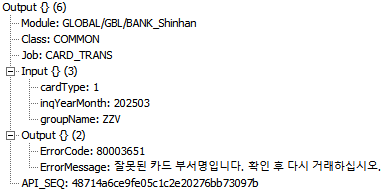 Output {} (6)
Module: GLOBAL/GBL/BANK_Shinhan
Class: COMMON
Job: CARD_TRANS
Input {} (3)
cardType: 1
inqYearMonth: 202503
groupName: ZZV
Output {} (2)
ErrorCode: 80003651
ErrorMessage: 잘못된 카드 부서명입니다. 확인 후 다시 거래하십시오.
API_SEQ: 48714a6ce9fe05c1c2e20276bb73097b